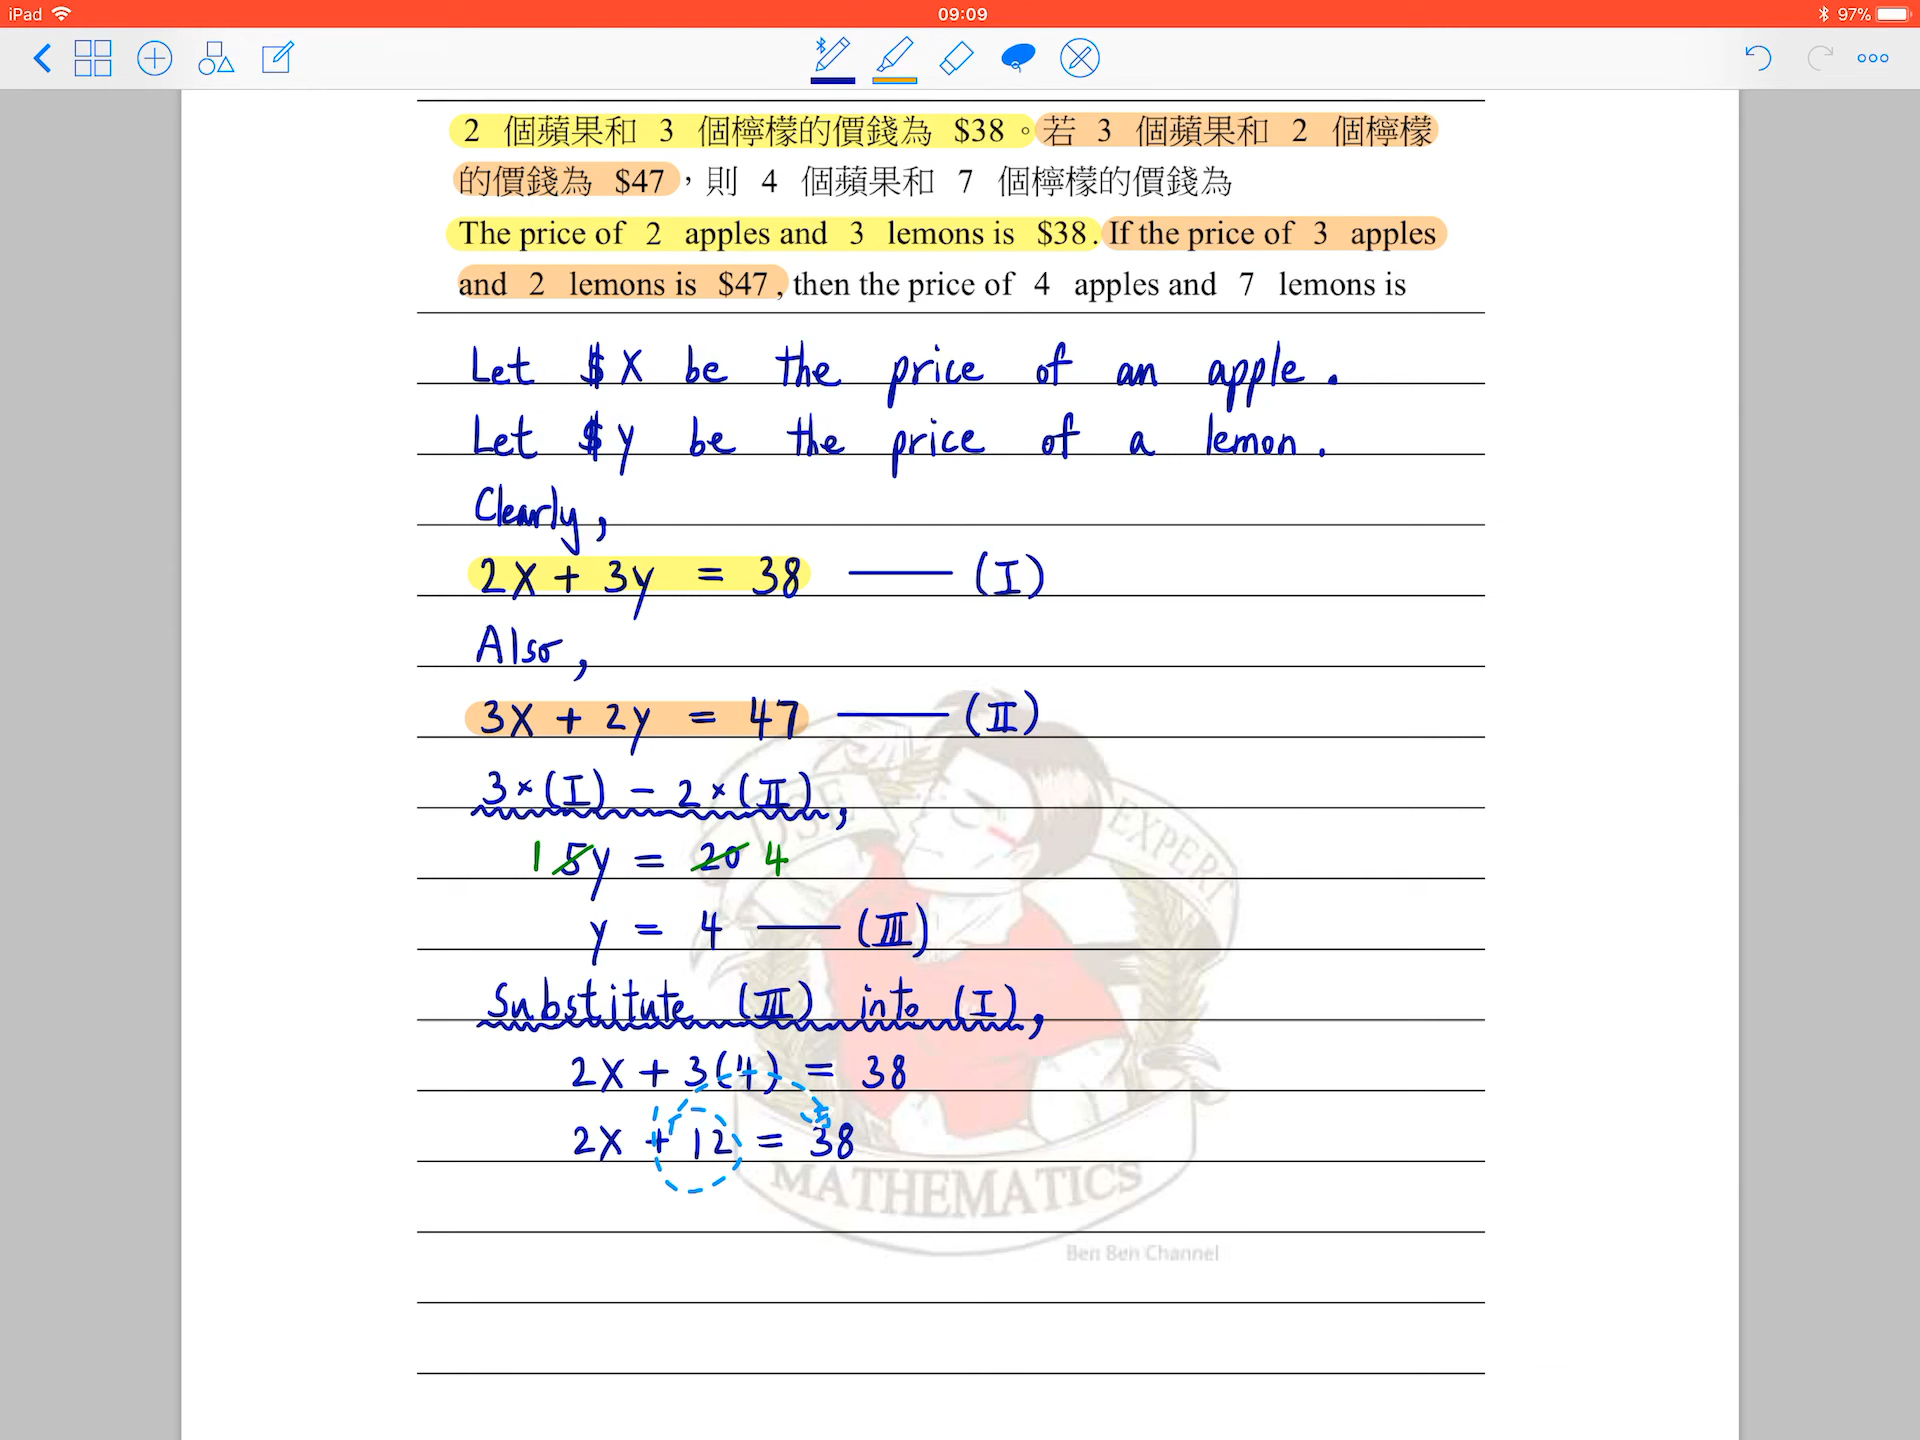 iPad 09:09 97%
2 個蘋果和 3 個檸檬的價錢為 $38。若 3 個蘋果和 2 個檸檬
的價錢為 $47，則 4 個蘋果和 7 個檸檬的價錢為
The price of 2 apples and 3 lemons is $38. If the price of 3 apples
and 2 lemons is $47, then the price of 4 apples and 7 lemons is
Let $x be the price of an apple.
Let $y be the price of a lemon.
Clearly,
2x + 3y = 38 —— (I)
Also,
3x + 2y = 47 —— (II)
3×(I) - 2×(II),
1 5y = 20 4
y = 4 —— (III)
Substitute (III) into (I),
2x + 3(4) = 38
2x + 12 = 38
DSE EXPERT
MATHEMATICS
Ben Ben Channel